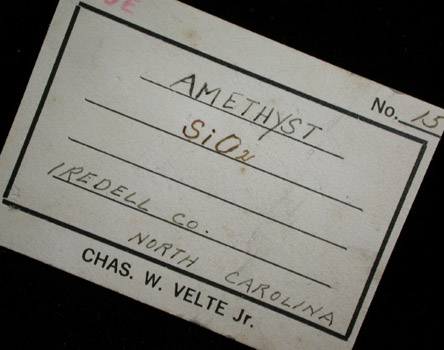 No. 15
AMETHYST
SiO2
IREDELL CO.
NORTH CAROLINA
CHAS. W. VELTE Jr.